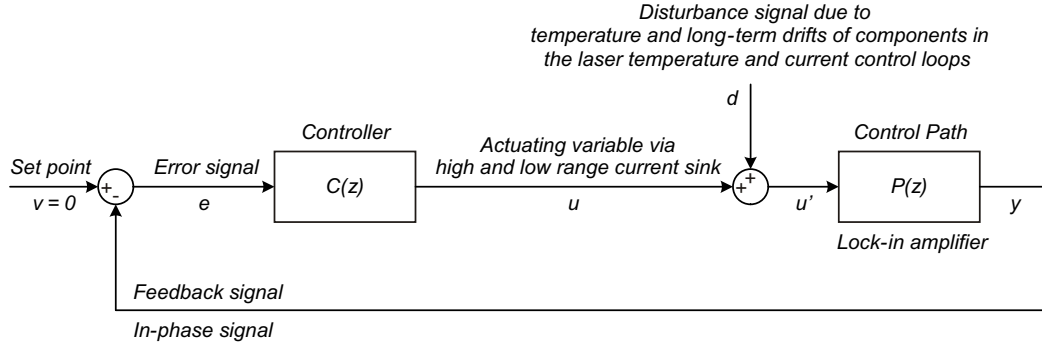 Disturbance signal due to
temperature and long-term drifts of components in
the laser temperature and current control loops
d
Controller
Actuating variable via
high and low range current sink
Control Path
Set point
Error signal
+
-
C(z)
+
+
P(z)
v = 0
e
u
u'
y
Lock-in amplifier
Feedback signal
In-phase signal